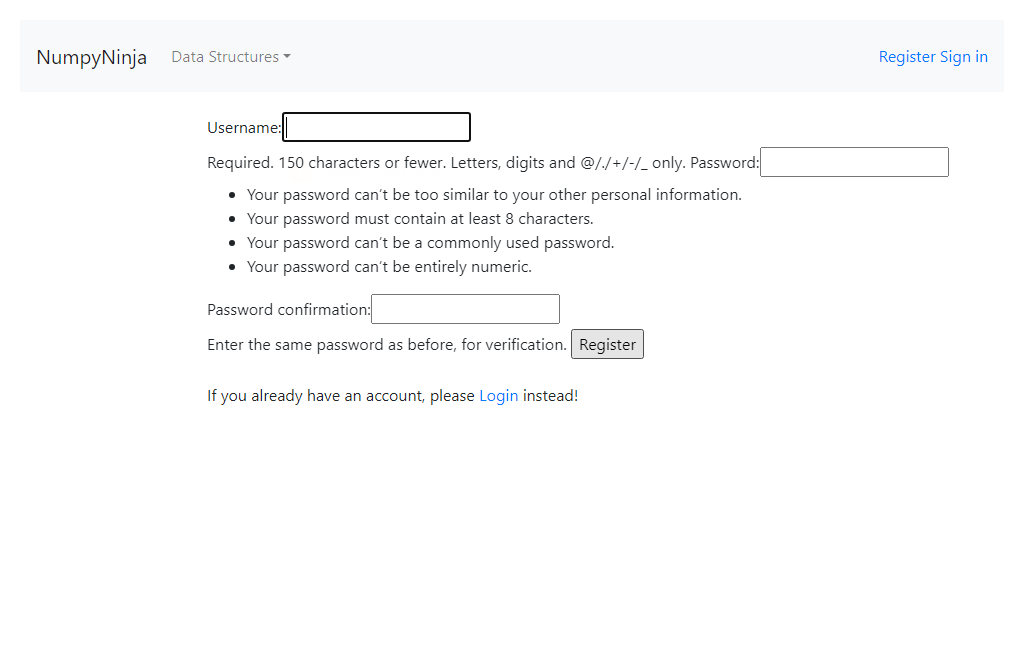 NumpyNinja Data Structures Register Sign in
Username:
Required. 150 characters or fewer. Letters, digits and @/./+/-/_ only. Password:
• Your password can't be too similar to your other personal information.
• Your password must contain at least 8 characters.
• Your password can't be a commonly used password.
• Your password can't be entirely numeric.
Password confirmation:
Enter the same password as before, for verification. Register
If you already have an account, please Login instead!